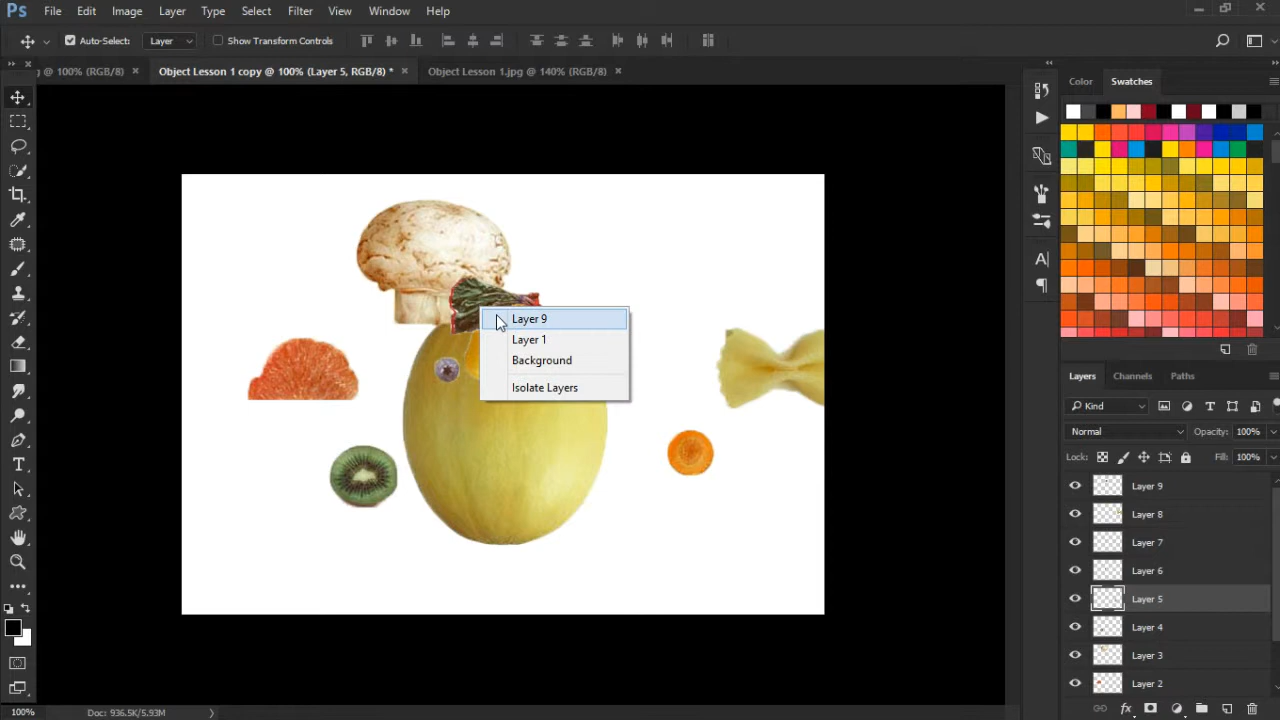 Ps File Edit Image Layer Type Select Filter View Window Help
Auto-Select: Layer Show Transform Controls
g @ 100% (RGB/8) × Object Lesson 1 copy @ 100% (Layer 5, RGB/8) * × Object Lesson 1.jpg @ 140% (RGB/8) ×
Color Swatches
Layer 9
Layer 1
Background
Isolate Layers
Layers Channels Paths
Kind
Normal Opacity: 100%
Lock: Fill: 100%
Layer 9
Layer 8
Layer 7
Layer 6
Layer 5
Layer 4
Layer 3
Layer 2
100% Doc: 936.5K/5.93M